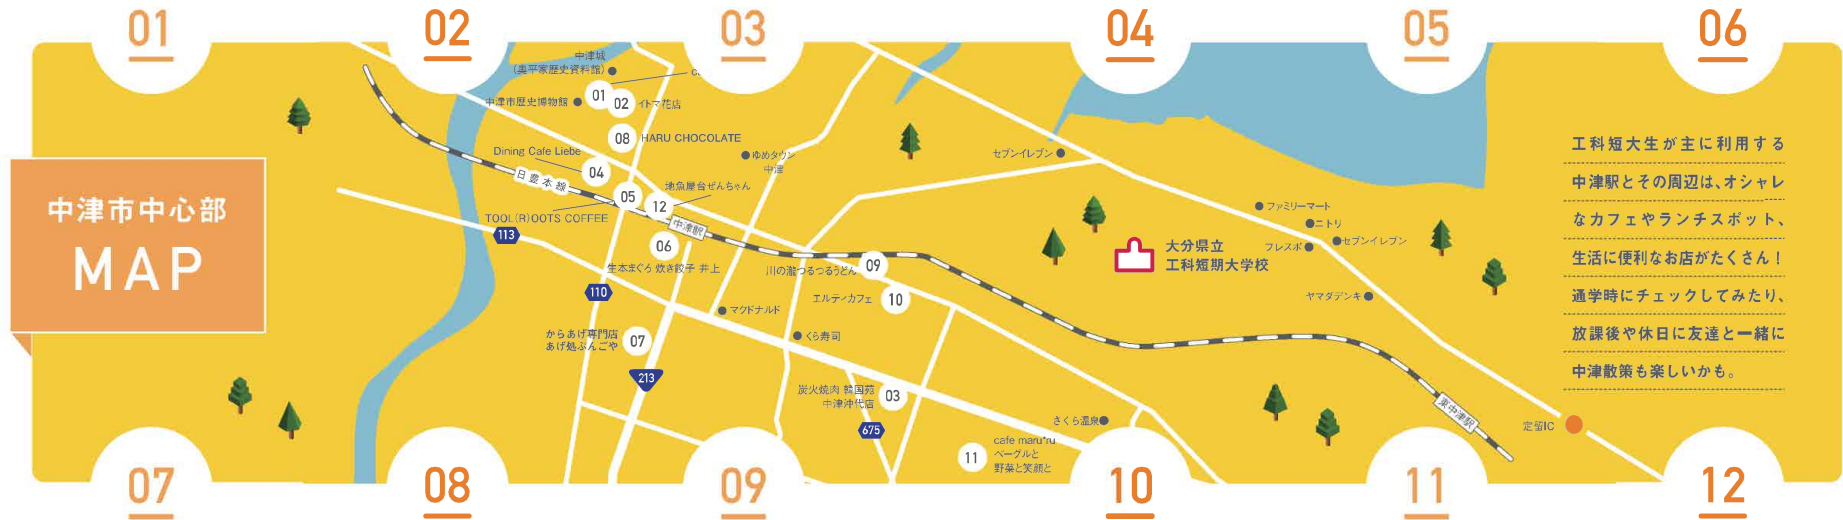 01
02
03
04
05
06
中津市中心部
MAP
中津城
(奥平家歴史資料館)
中津市歴史博物館
01
02
イトマ花店
08
HARU CHOCOLATE
Dining Cafe Liebe
04
日豊本線
05
TOOL(R)OOTS COFFEE
地魚屋台ぜんちゃん
12
中津駅
ゆめタウン
中津
113
06
生本まぐろ 炊き餃子 井上
川の瀧つるつるうどん
09
エルティカフェ
10
110
マクドナルド
からあげ専門店
あげ処ぶんごや
07
くら寿司
213
炭火焼肉 韓国苑
中津沖代店
03
675
さくら温泉
11
cafe maru*ru
ベーグルと
野菜と笑顔と
セブンイレブン
ファミリーマート
ニトリ
フレスポ
セブンイレブン
大分県立
工科短期大学校
ヤマダデンキ
東中津駅
定留IC
工科短大生が主に利用する
中津駅とその周辺は、オシャレ
なカフェやランチスポット、
生活に便利なお店がたくさん！
通学時にチェックしてみたり、
放課後や休日に友達と一緒に
中津散策も楽しいかも。
07
08
09
10
11
12